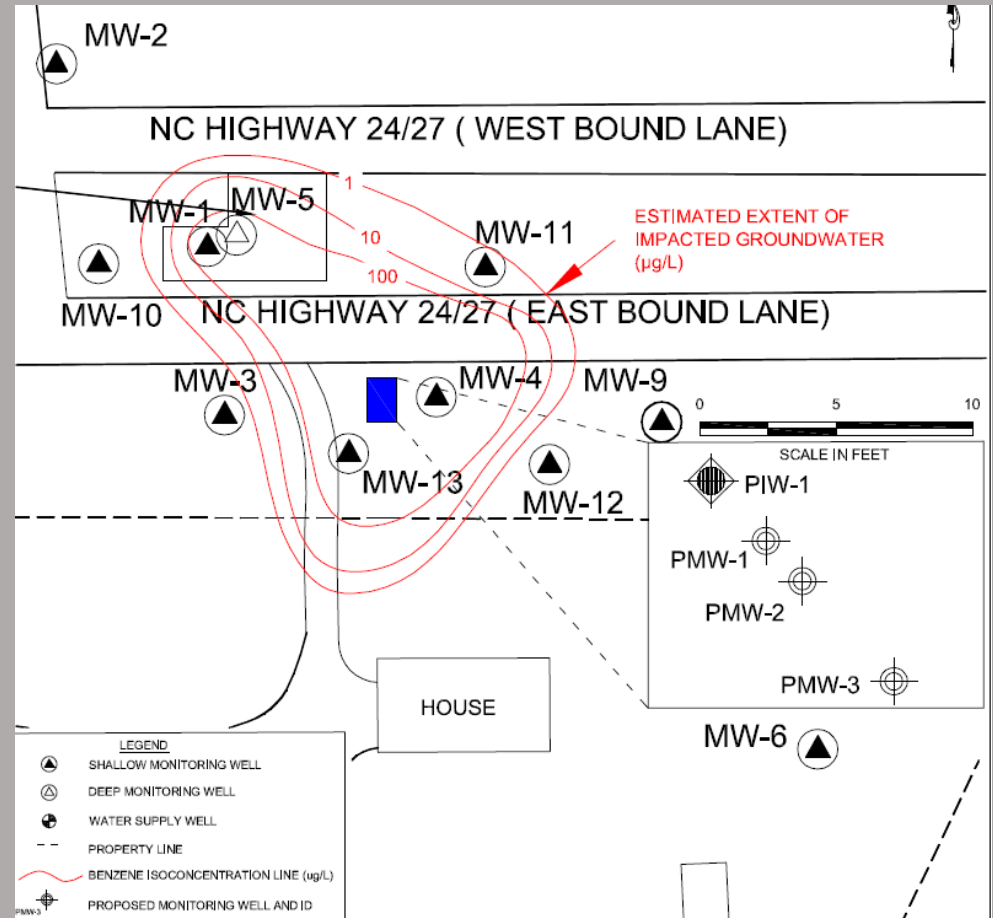 MW-2
NC HIGHWAY 24/27 ( WEST BOUND LANE)
1
MW-1
MW-5
10
MW-11
ESTIMATED EXTENT OF
IMPACTED GROUNDWATER
(µg/L)
100
MW-10
NC HIGHWAY 24/27 ( EAST BOUND LANE)
MW-3
MW-4
MW-9
0 5 10
SCALE IN FEET
MW-13
MW-12
PIW-1
PMW-1
PMW-2
PMW-3
HOUSE
MW-6
LEGEND
SHALLOW MONITORING WELL
DEEP MONITORING WELL
WATER SUPPLY WELL
PROPERTY LINE
BENZENE ISOCONCENTRATION LINE (ug/L)
PROPOSED MONITORING WELL AND ID
PMW-3